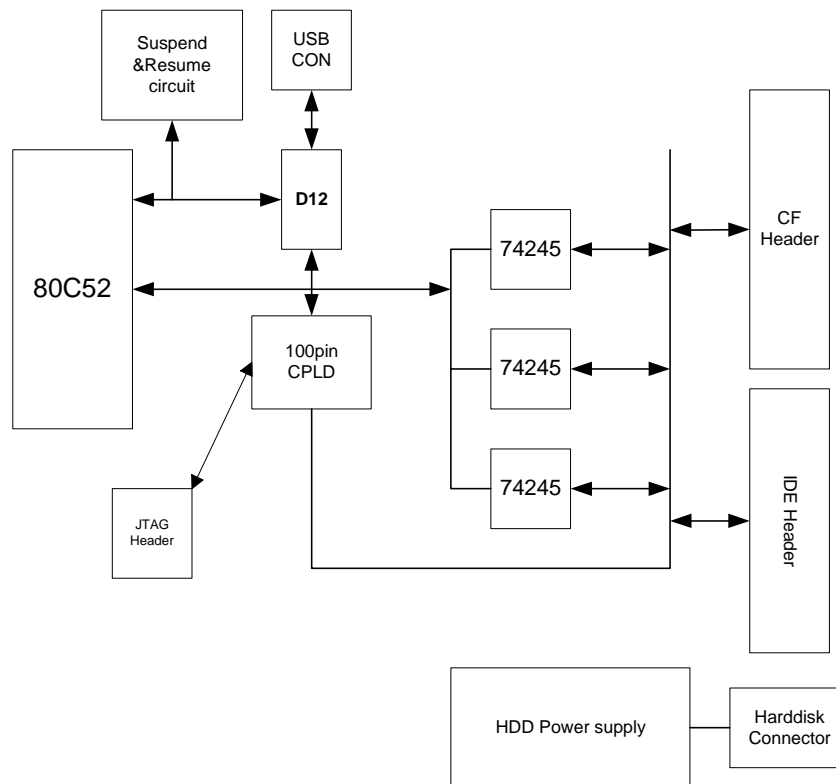 Suspend
&Resume
circuit
USB
CON
D12
80C52
74245
CF
Header
100pin
CPLD
74245
74245
IDE Header
JTAG
Header
HDD Power supply
Harddisk
Connector